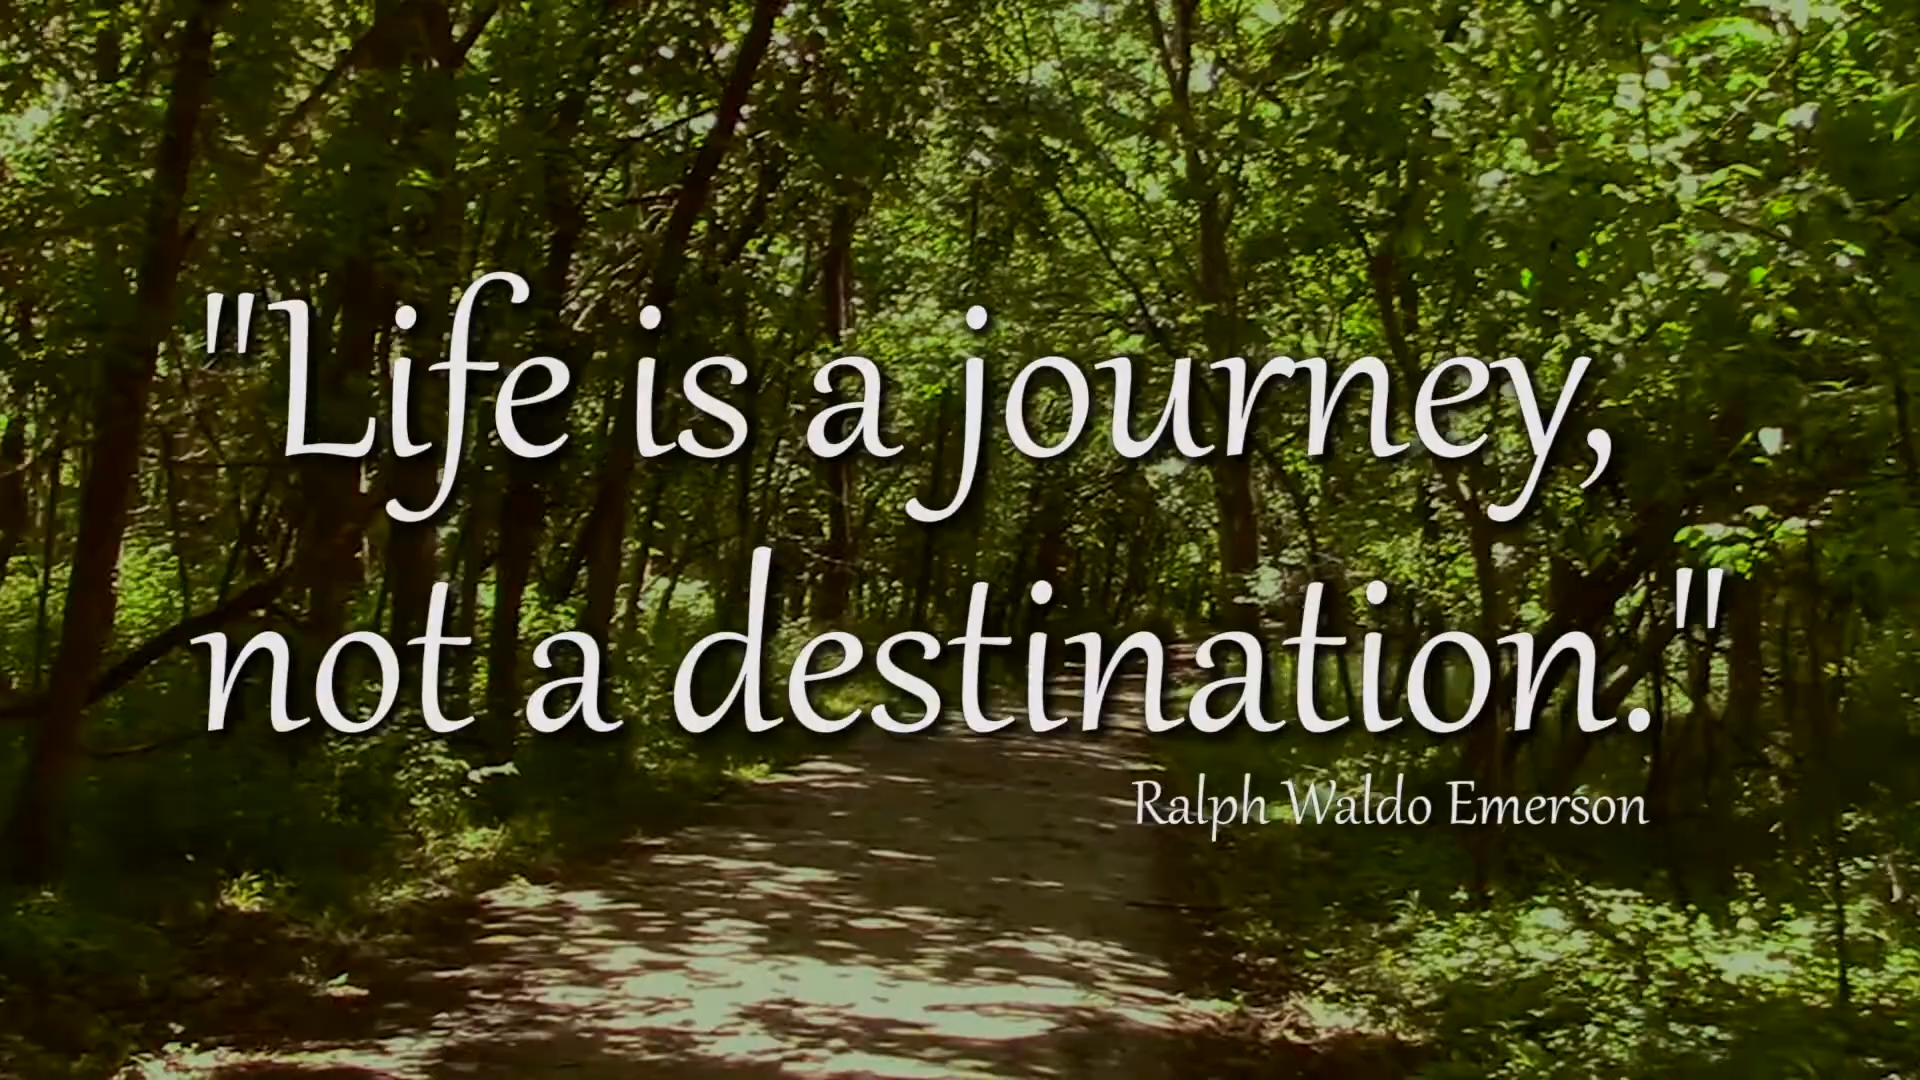 "Life is a journey,
not a destination."
Ralph Waldo Emerson